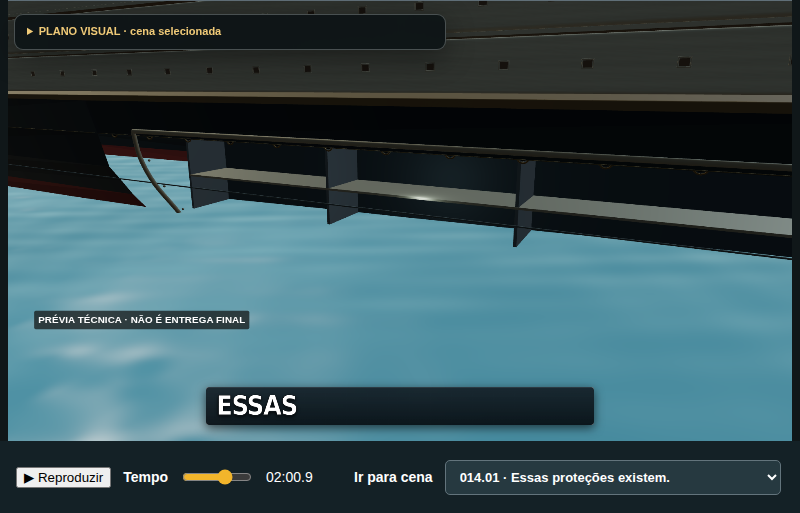 ▶ PLANO VISUAL · cena selecionada
PRÉVIA TÉCNICA · NÃO É ENTREGA FINAL
ESSAS
▶ Reproduzir Tempo 02:00.9 Ir para cena 014.01 · Essas proteções existem.